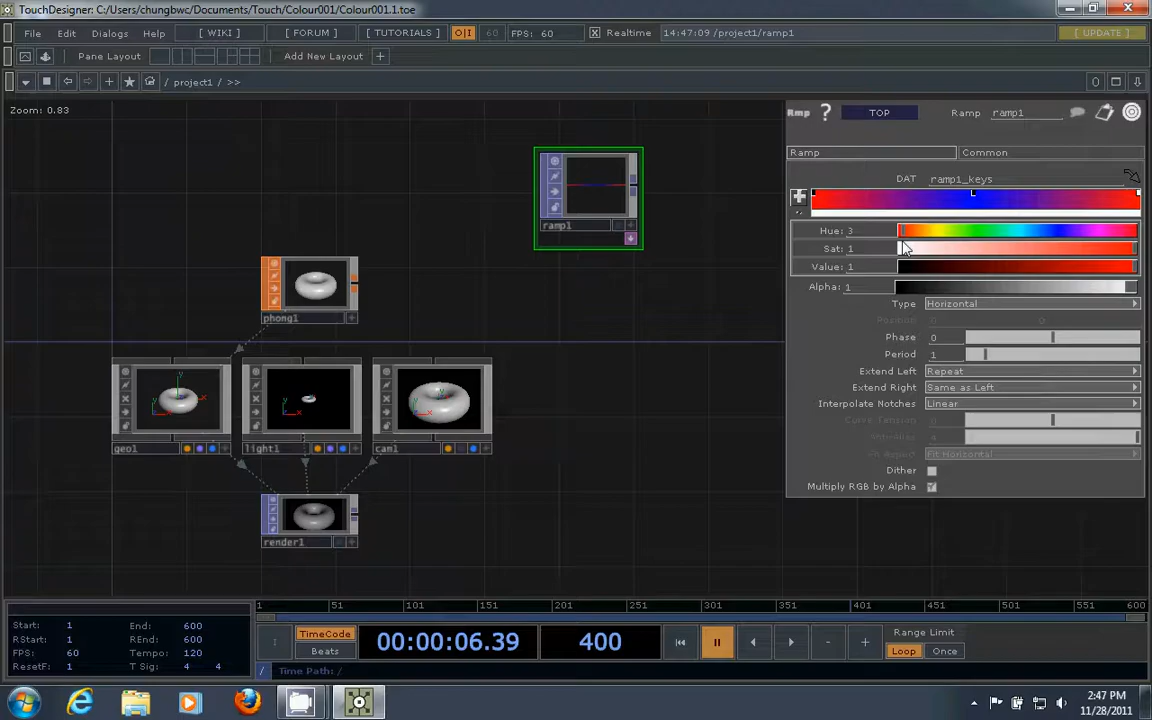 TouchDesigner: C:/Users/chungbwc/Documents/Touch/Colour001/Colour001.1.toe
File Edit Dialogs Help [ WIKI ] [ FORUM ] [ TUTORIALS ] O|I 60 FPS: 60 Realtime 14:47:09 /project1/ramp1 [ UPDATE ]
Pane Layout Add New Layout
/ project1 / >>
Zoom: 0.83
Rmp ? TOP Ramp ramp1
Ramp Common
DAT ramp1_keys
Hue: 3
Sat: 1
Value: 1
Alpha: 1
Type Horizontal
Phase 0
Period 1
Extend Left Repeat
Extend Right Same as Left
Interpolate Notches Linear
Fit Horizontal
Dither
Multiply RGB by Alpha
ramp1
phong1
geo1 light1 cam1
render1
1 51 101 151 201 251 301 351 401 451 501 551 600
Start: 1 End: 600
RStart: 1 REnd: 600
FPS: 60 Tempo: 120
ResetF: 1 T Sig: 4 4
TimeCode
Beats
00:00:06.39
400
Range Limit
Loop Once
/ Time Path: /
2:47 PM
11/28/2011